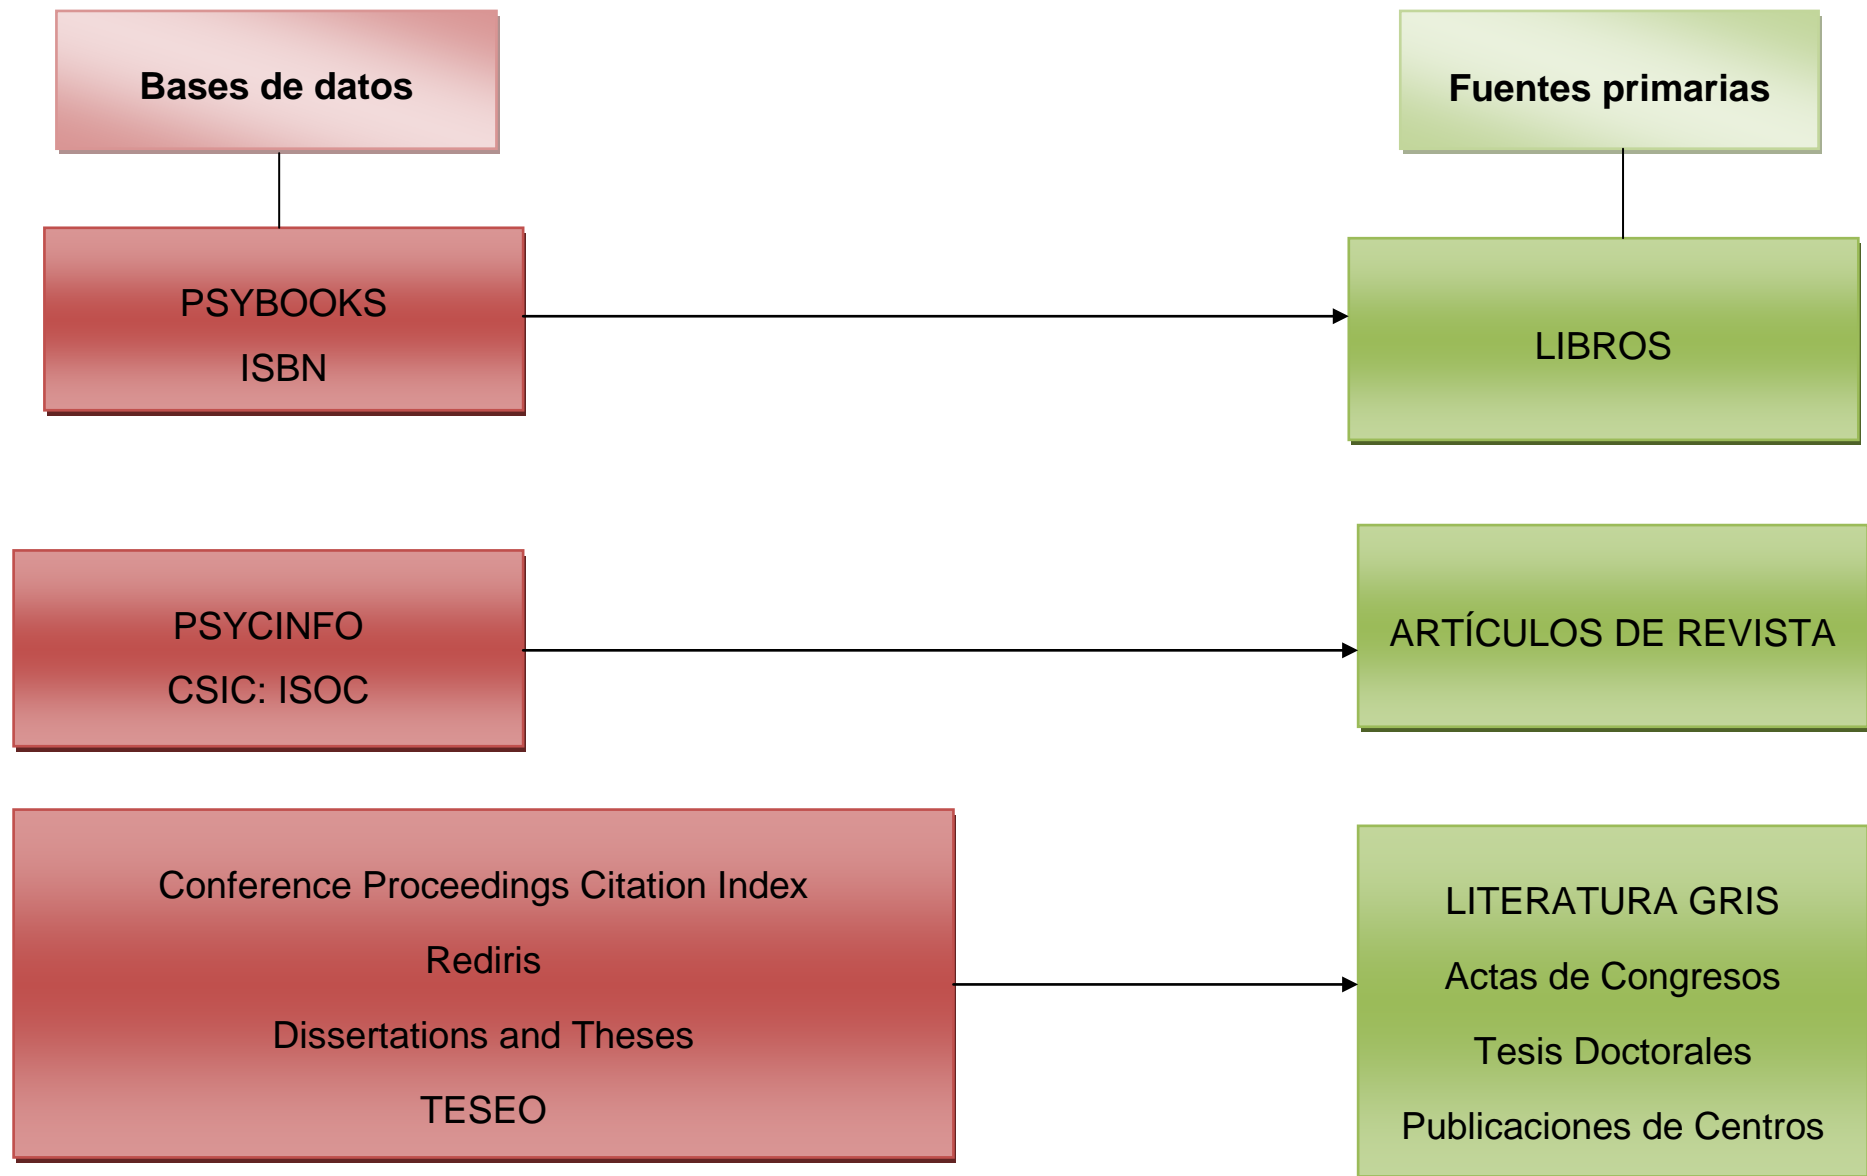 Bases de datos
Fuentes primarias
PSYBOOKS
ISBN
LIBROS
PSYCINFO
CSIC: ISOC
ARTÍCULOS DE REVISTA
Conference Proceedings Citation Index
Rediris
Dissertations and Theses
TESEO
LITERATURA GRIS
Actas de Congresos
Tesis Doctorales
Publicaciones de Centros